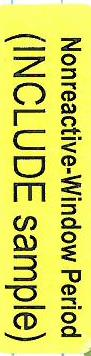 Nonreactive-Window Period
(INCLUDE sample)